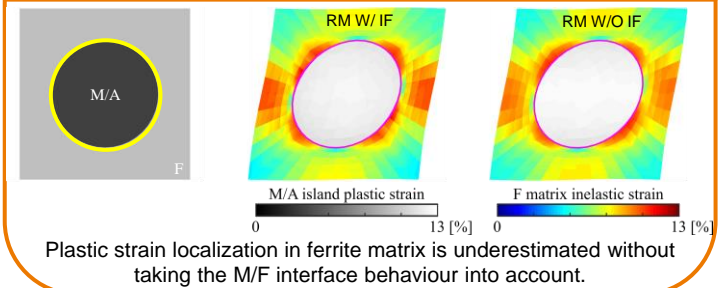 RM W/ IF
RM W/O IF
M/A
F
M/A island plastic strain
F matrix inelastic strain
0
13 [%]
0
13 [%]
Plastic strain localization in ferrite matrix is underestimated without
taking the M/F interface behaviour into account.